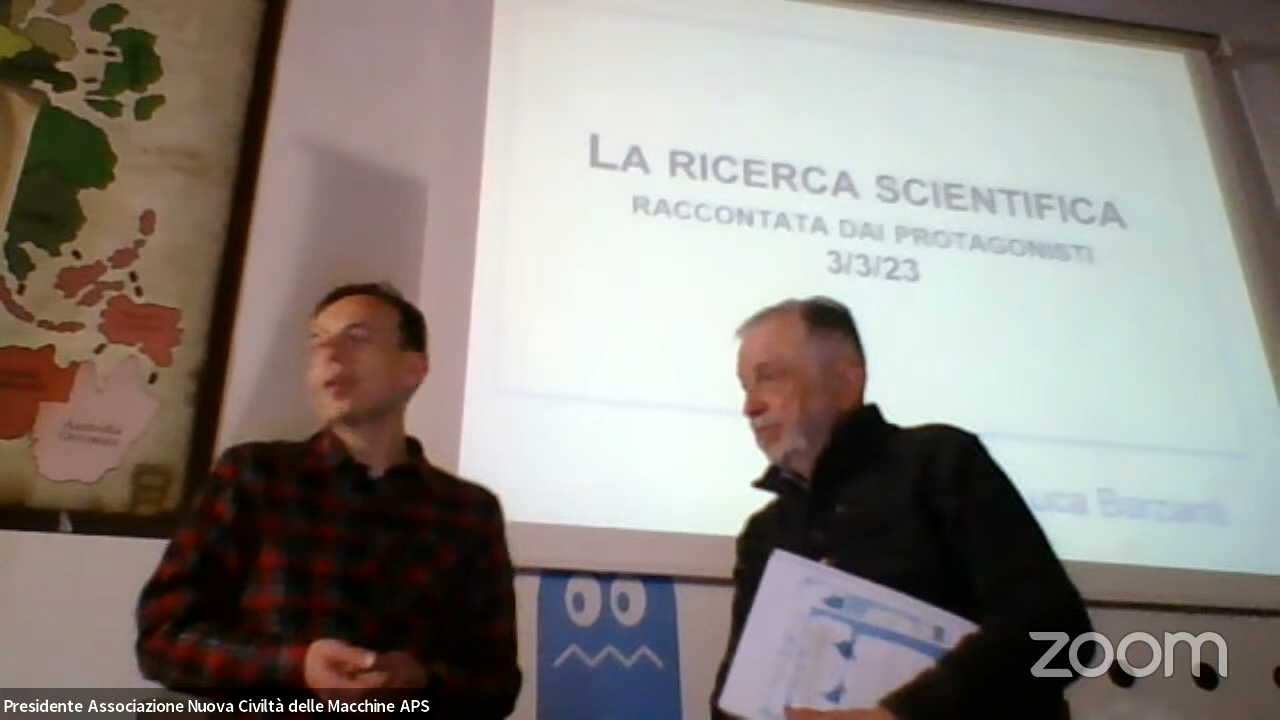 LA RICERCA SCIENTIFICA
RACCONTATA DAI PROTAGONISTI
3/3/23
zoom
Presidente Associazione Nuova Civiltà delle Macchine APS